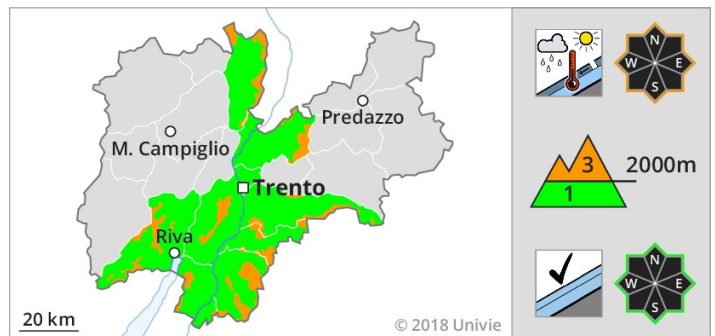 Predazzo
M. Campiglio
Trento
Riva
20 km
© 2018 Univie
N
W E
S
3 2000m
1
N
W E
S